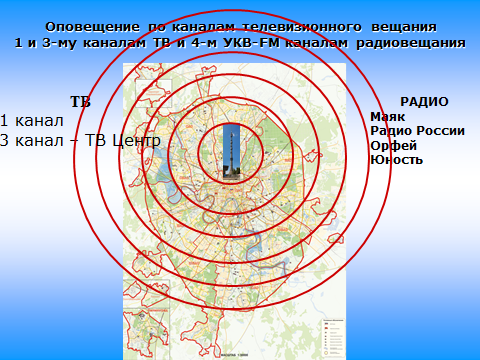 Оповещение по каналам телевизионного вещания
1 и 3-му каналам ТВ и 4-м УКВ-FM каналам радиовещания
ТВ
1 канал
3 канал – ТВ Центр
РАДИО
Маяк
Радио России
Орфей
Юность